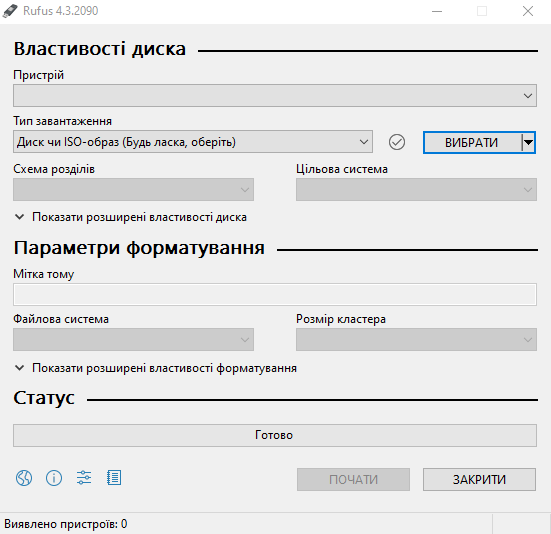 Rufus 4.3.2090
Властивості диска
Пристрій
Тип завантаження
Диск чи ISO-образ (Будь ласка, оберіть)
ВИБРАТИ
Схема розділів
Цільова система
Показати розширені властивості диска
Параметри форматування
Мітка тому
Файлова система
Розмір кластера
Показати розширені властивості форматування
Статус
Готово
ПОЧАТИ
ЗАКРИТИ
Виявлено пристроїв: 0